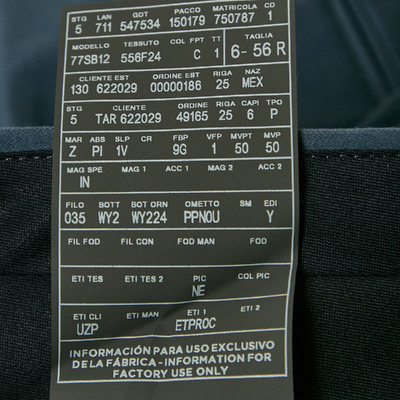 STG LAN GDT PACCO MATRICOLA CD
5 711 547534 150179 750787 1
MODELLO TESSUTO COL FPT TT TAGLIA
77SB12 556F24 C 1 6- 56 R
CLIENTE EST ORDINE EST RIGA NAZ
130 622029 00000186 25 MEX
STG CLIENTE ORDINE RIGA CAPI TPO
5 TAR 622029 49165 25 6 P
MAR ABS SLP CR FBP VFP MVPT MVPT
Z PI 1V 9G 1 50 50
MAG SPE MAG 1 ACC 1 MAG 2 ACC 2
IN
FILO BOTT BOT ORN OMETTO SM EDI
035 WY2 WY224 PPN0U Y
FIL FOD FIL COD FOD MAN FOD
ETI TES ETI TES 2 PIC COL PIC
NE
ETI CLI ETI MAN ETI 1 ETI 2
UZP ETPROC
INFORMACIÓN PARA USO EXCLUSIVO
DE LA FÁBRICA - INFORMATION FOR
FACTORY USE ONLY